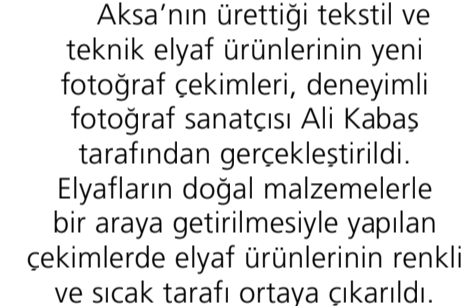 Aksa’nın ürettiği tekstil ve
teknik elyaf ürünlerinin yeni
fotoğraf çekimleri, deneyimli
fotoğraf sanatçısı Ali Kabaş
tarafından gerçekleştirildi.
Elyafların doğal malzemelerle
bir araya getirilmesiyle yapılan
çekimlerde elyaf ürünlerinin renkli
ve sıcak tarafı ortaya çıkarıldı.